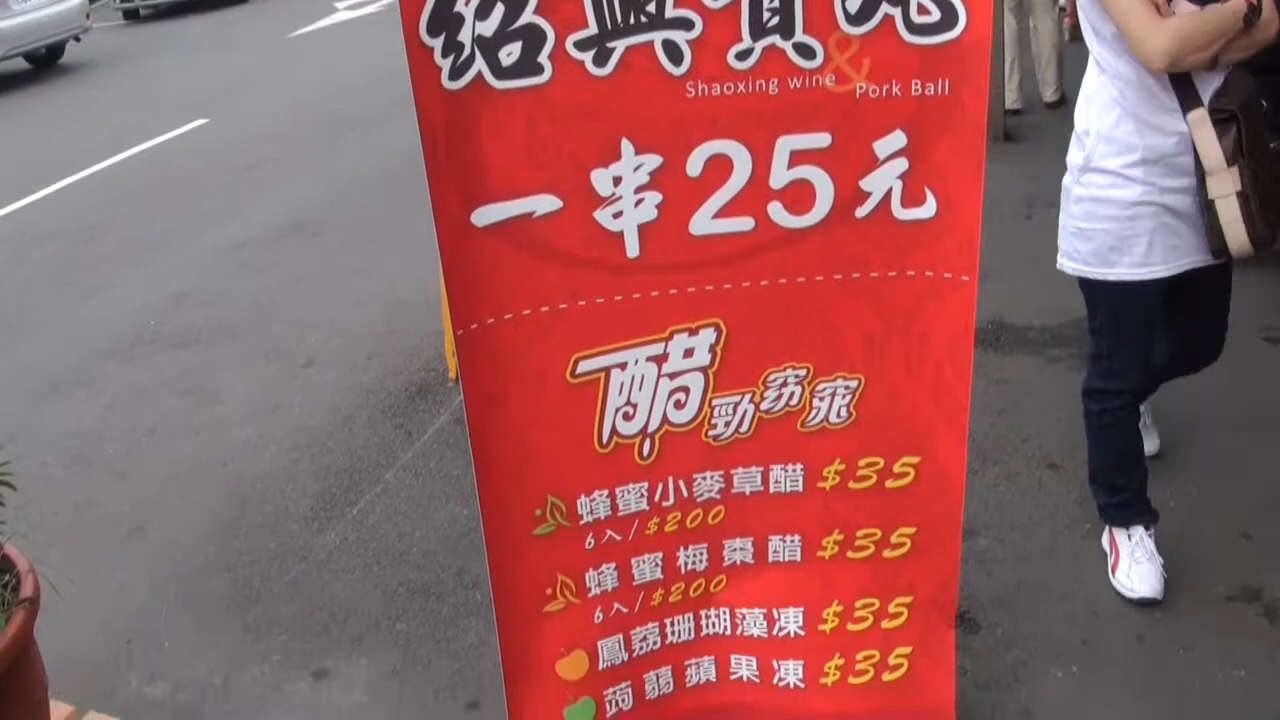 紹興貢丸
Shaoxing wine & Pork Ball
一串25元
醋勁窈窕
蜂蜜小麥草醋 $35
6入/$200
蜂蜜梅棗醋 $35
6入/$200
鳳荔珊瑚藻凍 $35
蒟蒻蘋果凍 $35